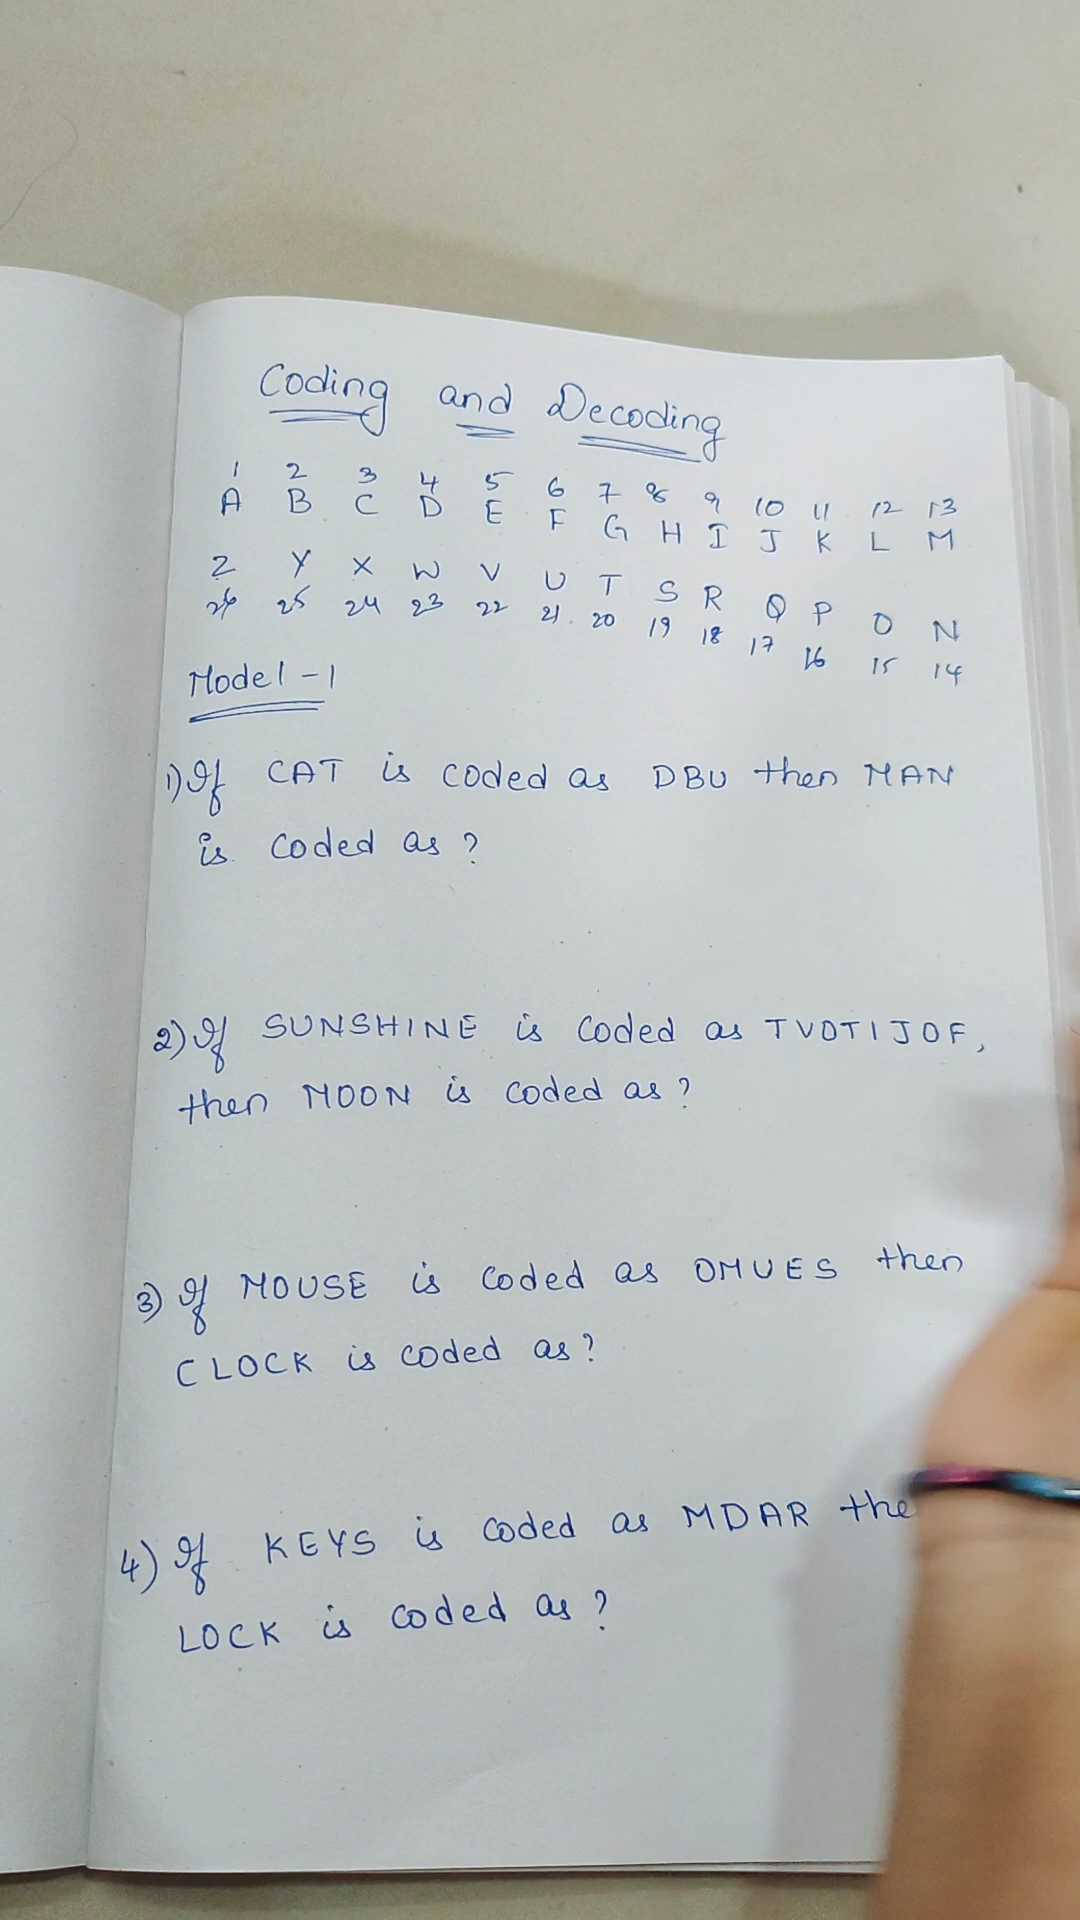 Coding and Decoding
1 2 3 4 5 6 7 8 9 10 11 12 13
A B C D E F G H I J K L M
Z Y X W V U T S R Q P O N
26 25 24 23 22 21 20 19 18 17 16 15 14
Model - 1
1) If CAT is coded as DBU then MAN
is coded as ?
2) If SUNSHINE is coded as TVOTIJOF,
then MOON is coded as ?
3) If MOUSE is coded as OMUES then
CLOCK is coded as ?
4) If KEYS is coded as MDAR the
LOCK is coded as ?